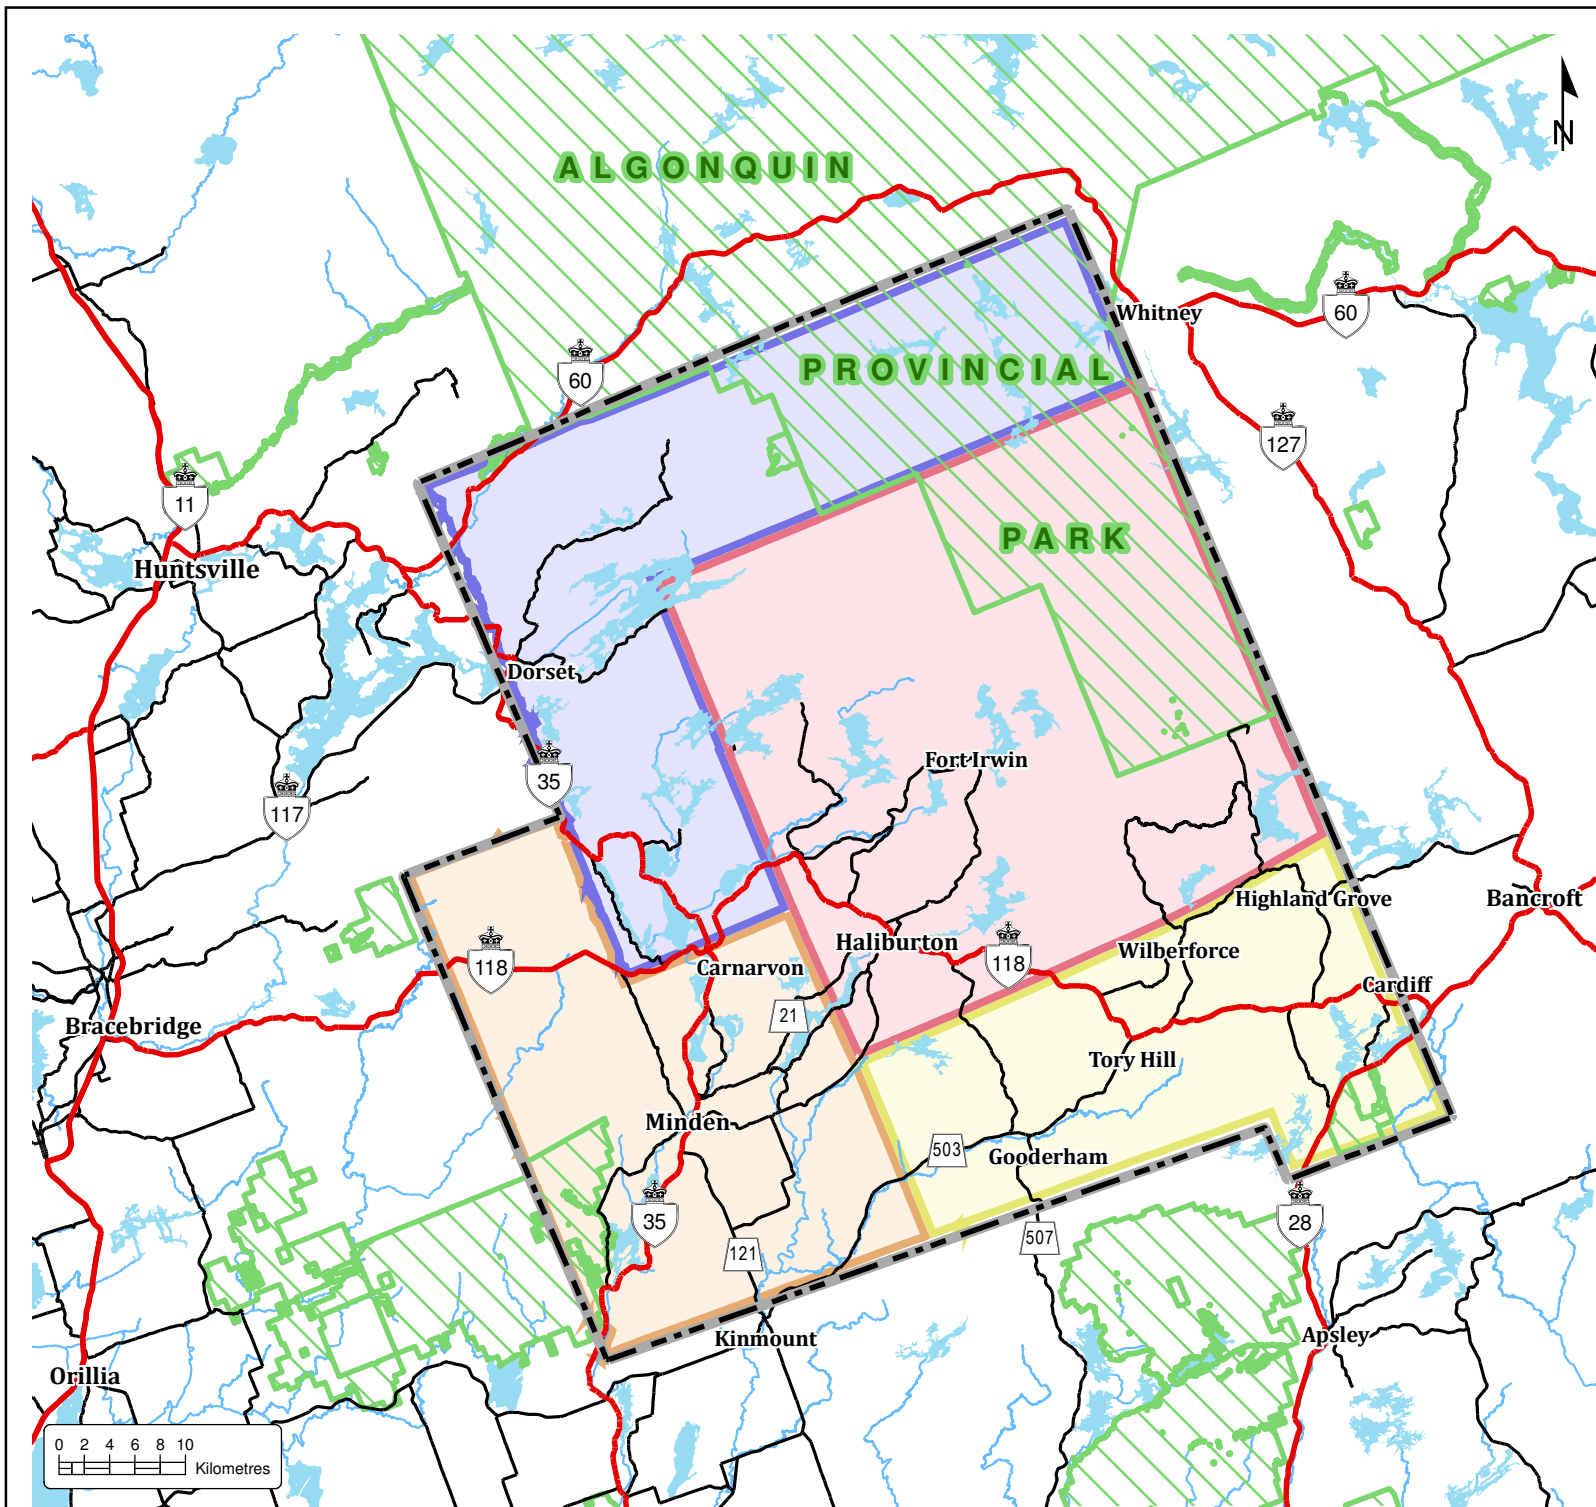 N
ALGONQUIN
Whitney
60
60
PROVINCIAL
127
11
PARK
Huntsville
Dorset
Fort Irwin
35
117
Highland Grove
Bancroft
Haliburton
Wilberforce
118
118
Carnarvon
Cardiff
21
Bracebridge
Tory Hill
Minden
503
Gooderham
35
28
507
121
Kinmount
Apsley
Orillia
0 2 4 6 8 10
Kilometres